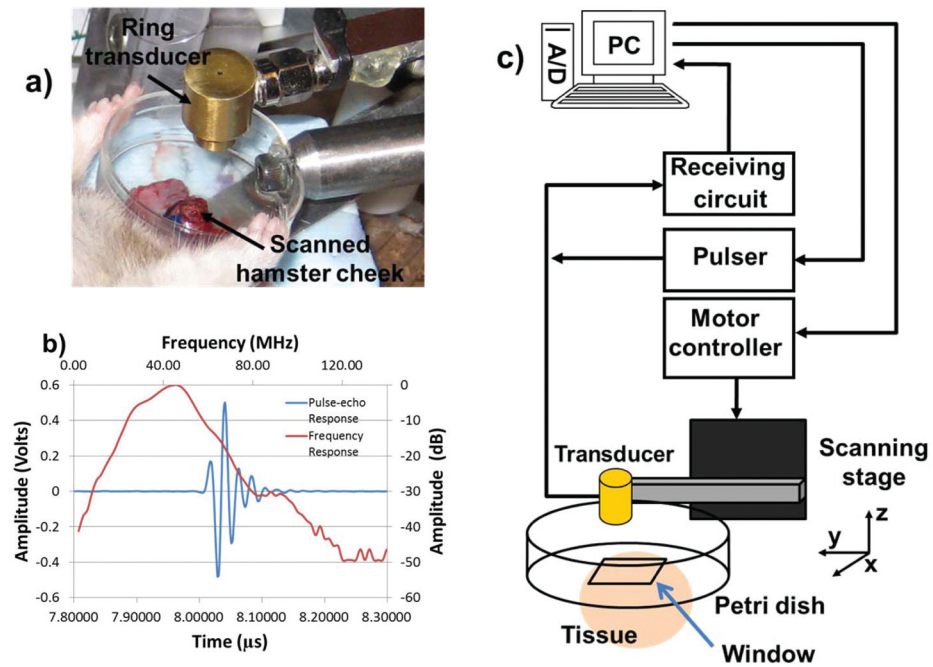 a)
Ring
transducer
Scanned
hamster cheek
b)
Frequency (MHz)
0.00 40.00 80.00 120.00
Amplitude (Volts)
0.6
0.4
0.2
0
-0.2
-0.4
-0.6
Pulse-echo
Response
Frequency
Response
0
-10
-20
-30
-40
-50
-60
Amplitude (dB)
7.80000 7.90000 8.00000 8.10000 8.20000 8.30000
Time (µs)
c)
A/D
PC
Receiving
circuit
Pulser
Motor
controller
Transducer
Scanning
stage
z
y
x
Petri dish
Tissue
Window